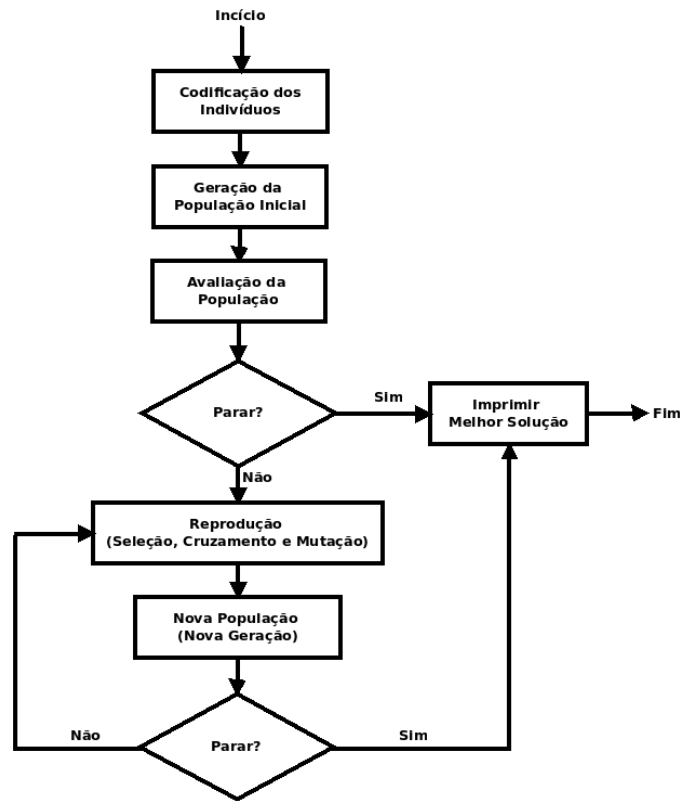 Incício
Codificação dos
Indivíduos
Geração da
População Inicial
Avaliação da
População
Parar?
Sim
Imprimir
Melhor Solução
Fim
Não
Reprodução
(Seleção, Cruzamento e Mutação)
Nova População
(Nova Geração)
Não
Parar?
Sim